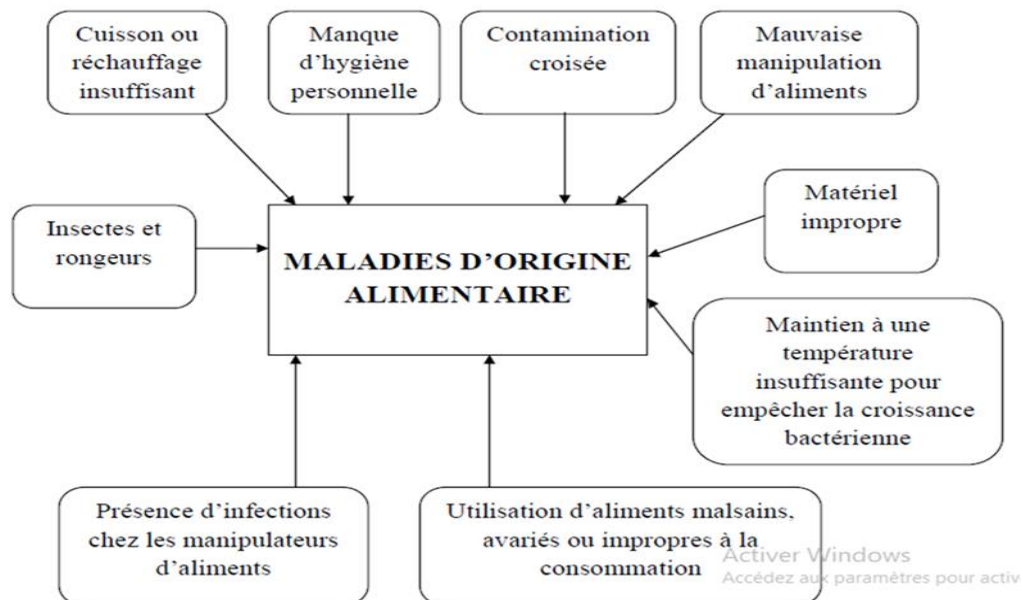 Cuisson ou
réchauffage
insuffisant
Manque
d'hygiène
personnelle
Contamination
croisée
Mauvaise
manipulation
d'aliments
Insectes et
rongeurs
MALADIES D'ORIGINE
ALIMENTAIRE
Matériel
impropre
Maintien à une
température
insuffisante pour
empêcher la croissance
bactérienne
Présence d'infections
chez les manipulateurs
d'aliments
Utilisation d'aliments malsains,
avariés ou impropres à la
consommation
Activer Windows
Accédez aux paramètres pour activ